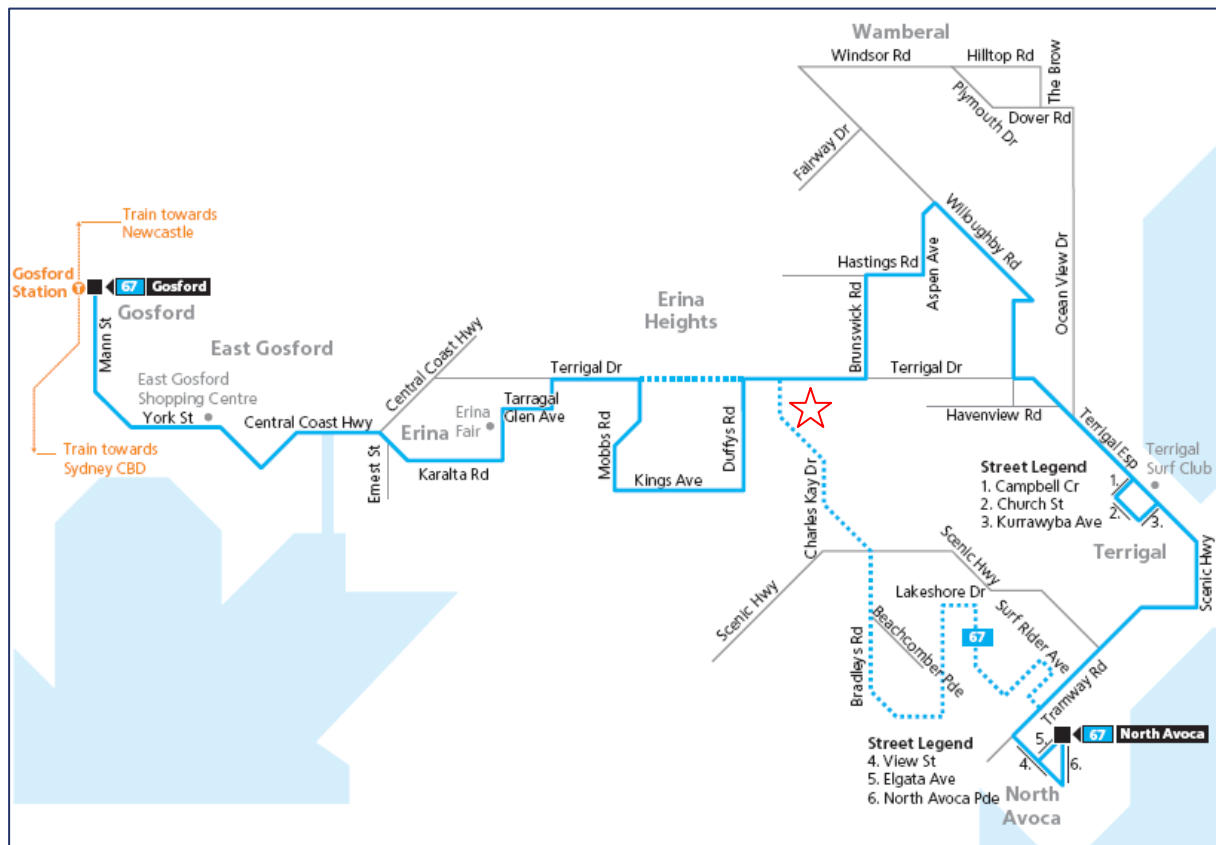 Wamberal
Windsor Rd
Hilltop Rd
The Brow
Plymouth Dr
Dover Rd
Fairway Dr
Train towards
Newcastle
Gosford
Station
T
67 Gosford
Gosford
Mann St
East Gosford
East Gosford
Shopping Centre
York St
Central Coast Hwy
Train towards
Sydney CBD
Central Coast Hwy
Ernest St
Erina
Erina
Fair
Karalta Rd
Tarragal
Glen Ave
Terrigal Dr
Erina
Heights
Mobbs Rd
Kings Ave
Duffys Rd
Hastings Rd
Brunswick Rd
Aspen Ave
Willoughby Rd
Ocean View Dr
Terrigal Dr
Havenview Rd
Terrigal Esp
Terrigal
Surf Club
Street Legend
1. Campbell Cr
2. Church St
3. Kurrawyba Ave
1.
2.
3.
Terrigal
Scenic Hwy
Charles Kay Dr
Scenic Hwy
Scenic Hwy
Lakeshore Dr
Bradleys Rd
Beachcomber Pde
67
Surf Rider Ave
Tramway Rd
67 North Avoca
5.
4.
6.
Street Legend
4. View St
5. Elgata Ave
6. North Avoca Pde
North
Avoca